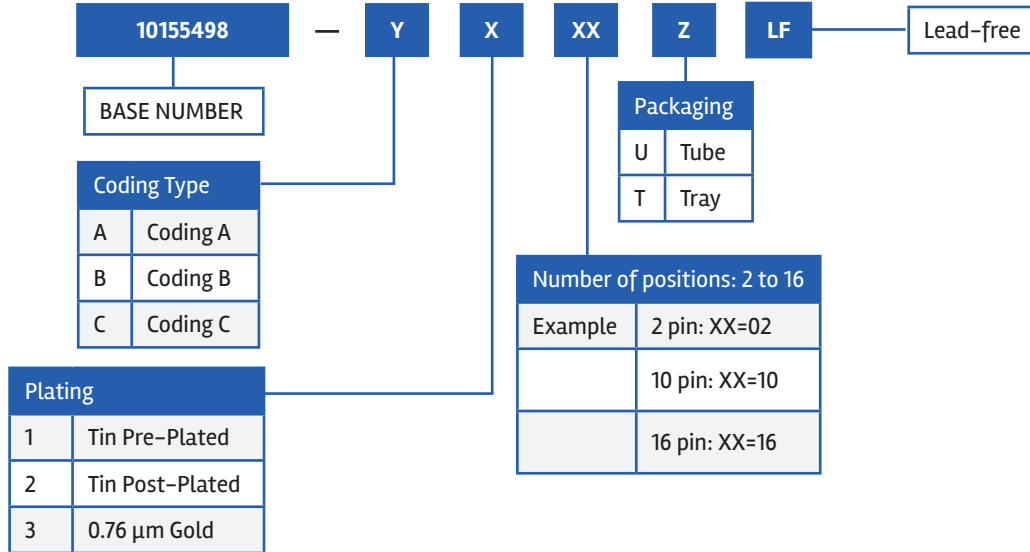 10155498 — Y X XX Z LF Lead-free
BASE NUMBER
Packaging
U Tube
T Tray
Coding Type
A Coding A
B Coding B
C Coding C
Number of positions: 2 to 16
Example 2 pin: XX=02
10 pin: XX=10
16 pin: XX=16
Plating
1 Tin Pre-Plated
2 Tin Post-Plated
3 0.76 µm Gold